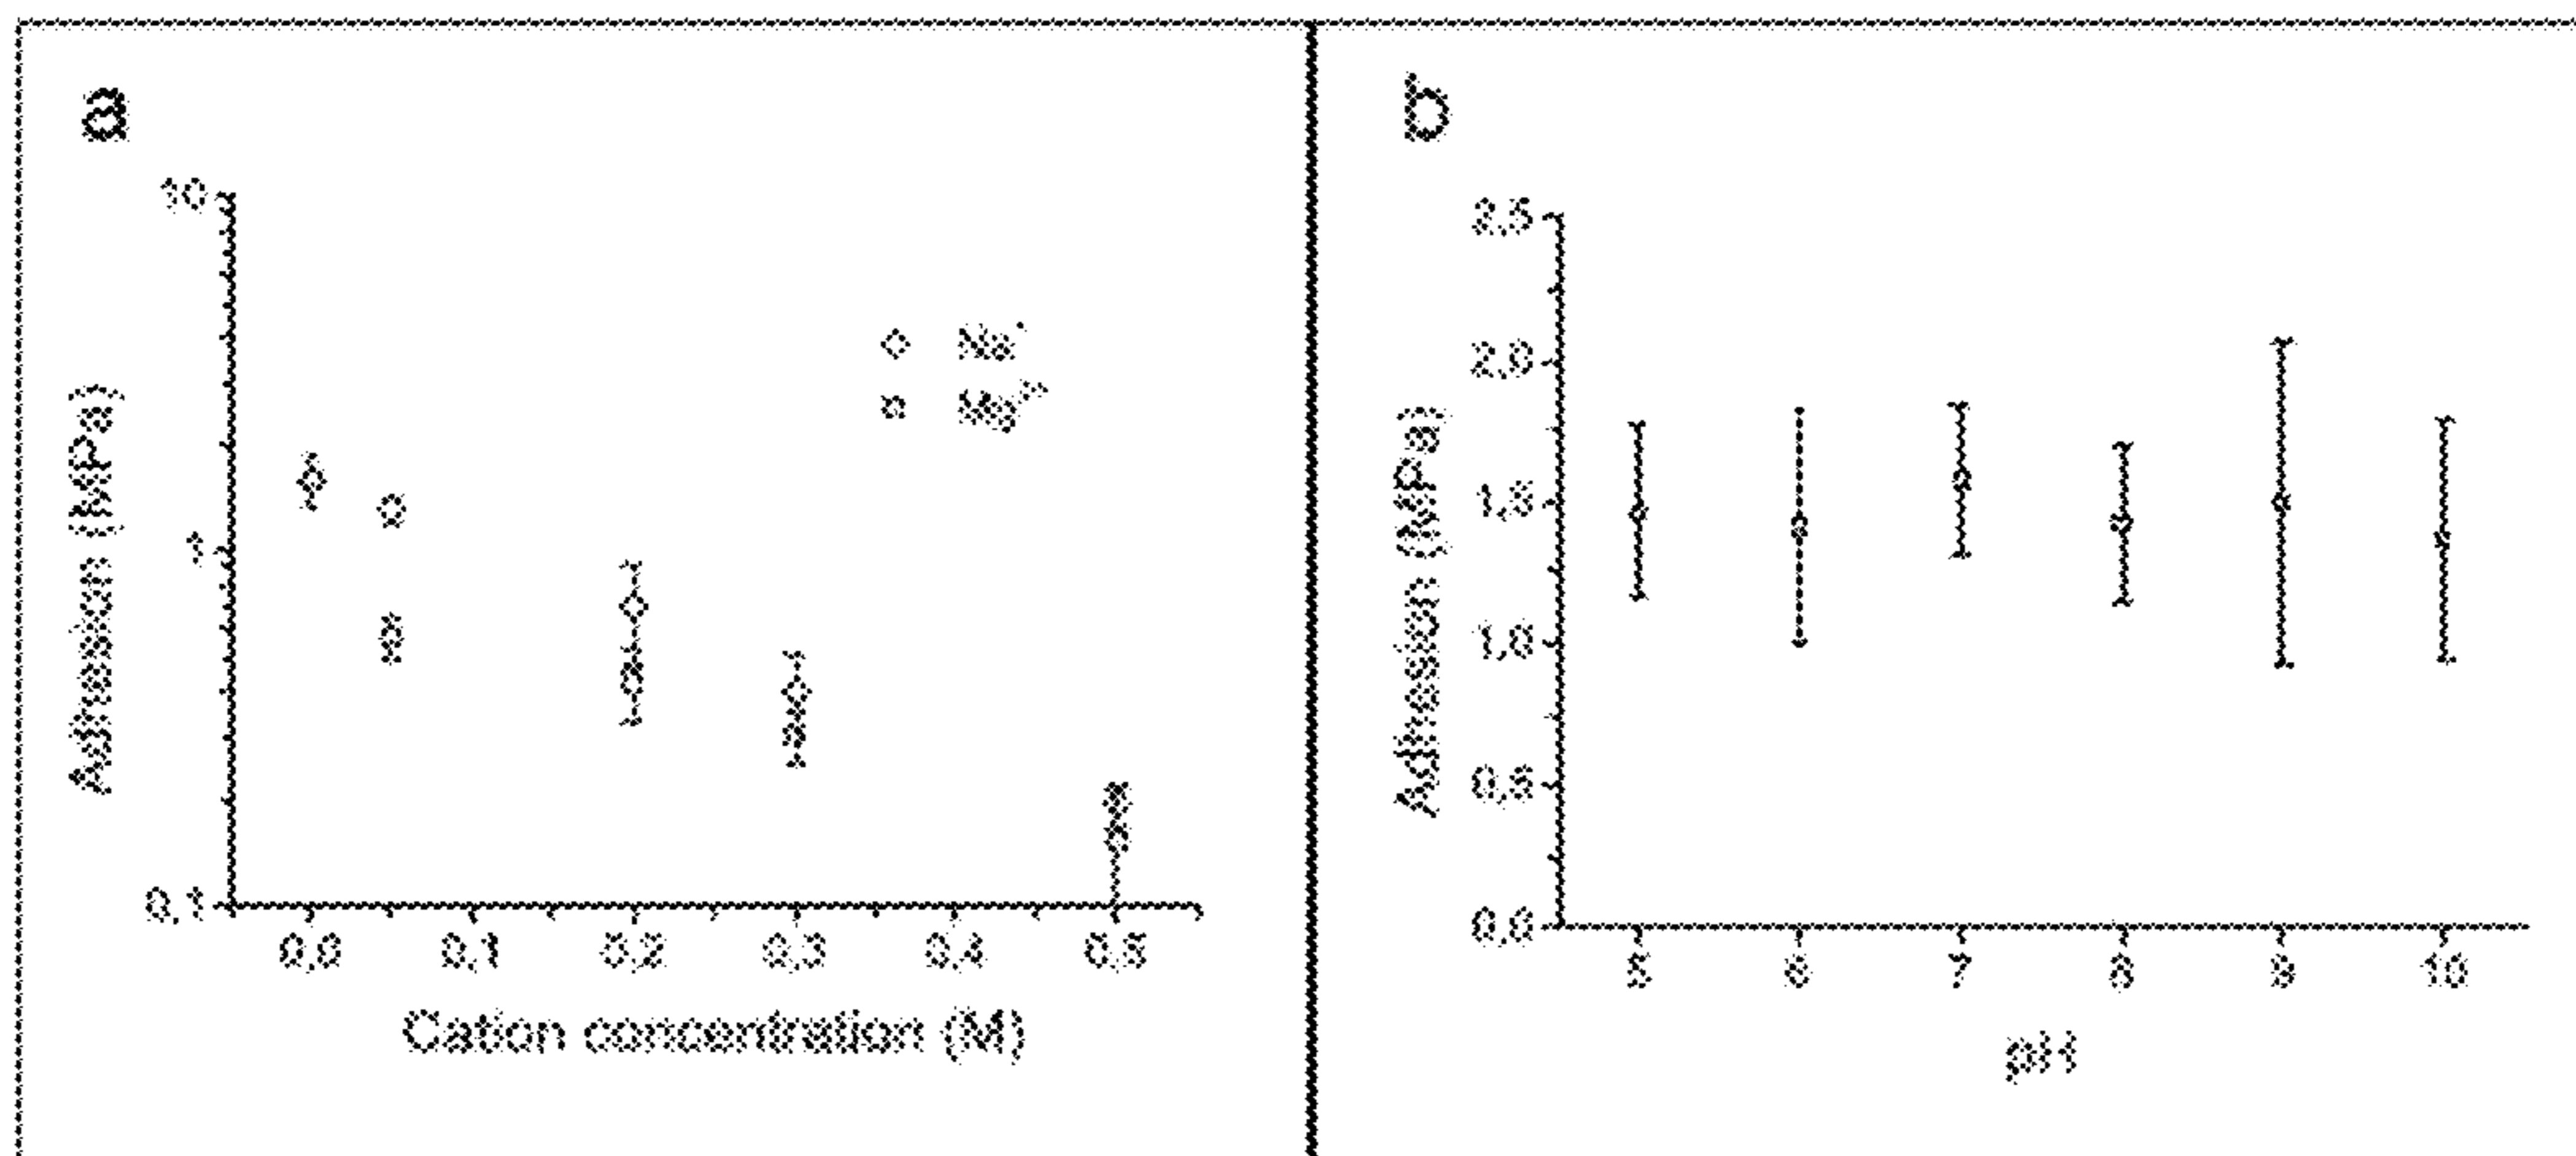 a
10
1
0,1
Adhesion (MPa)
Na+
Mg2+
0,0 0,1 0,2 0,3 0,4 0,5
Cation concentration (M)
b
2,5
2,0
1,5
1,0
0,5
0,0
Adhesion (MPa)
5 6 7 8 9 10
pH